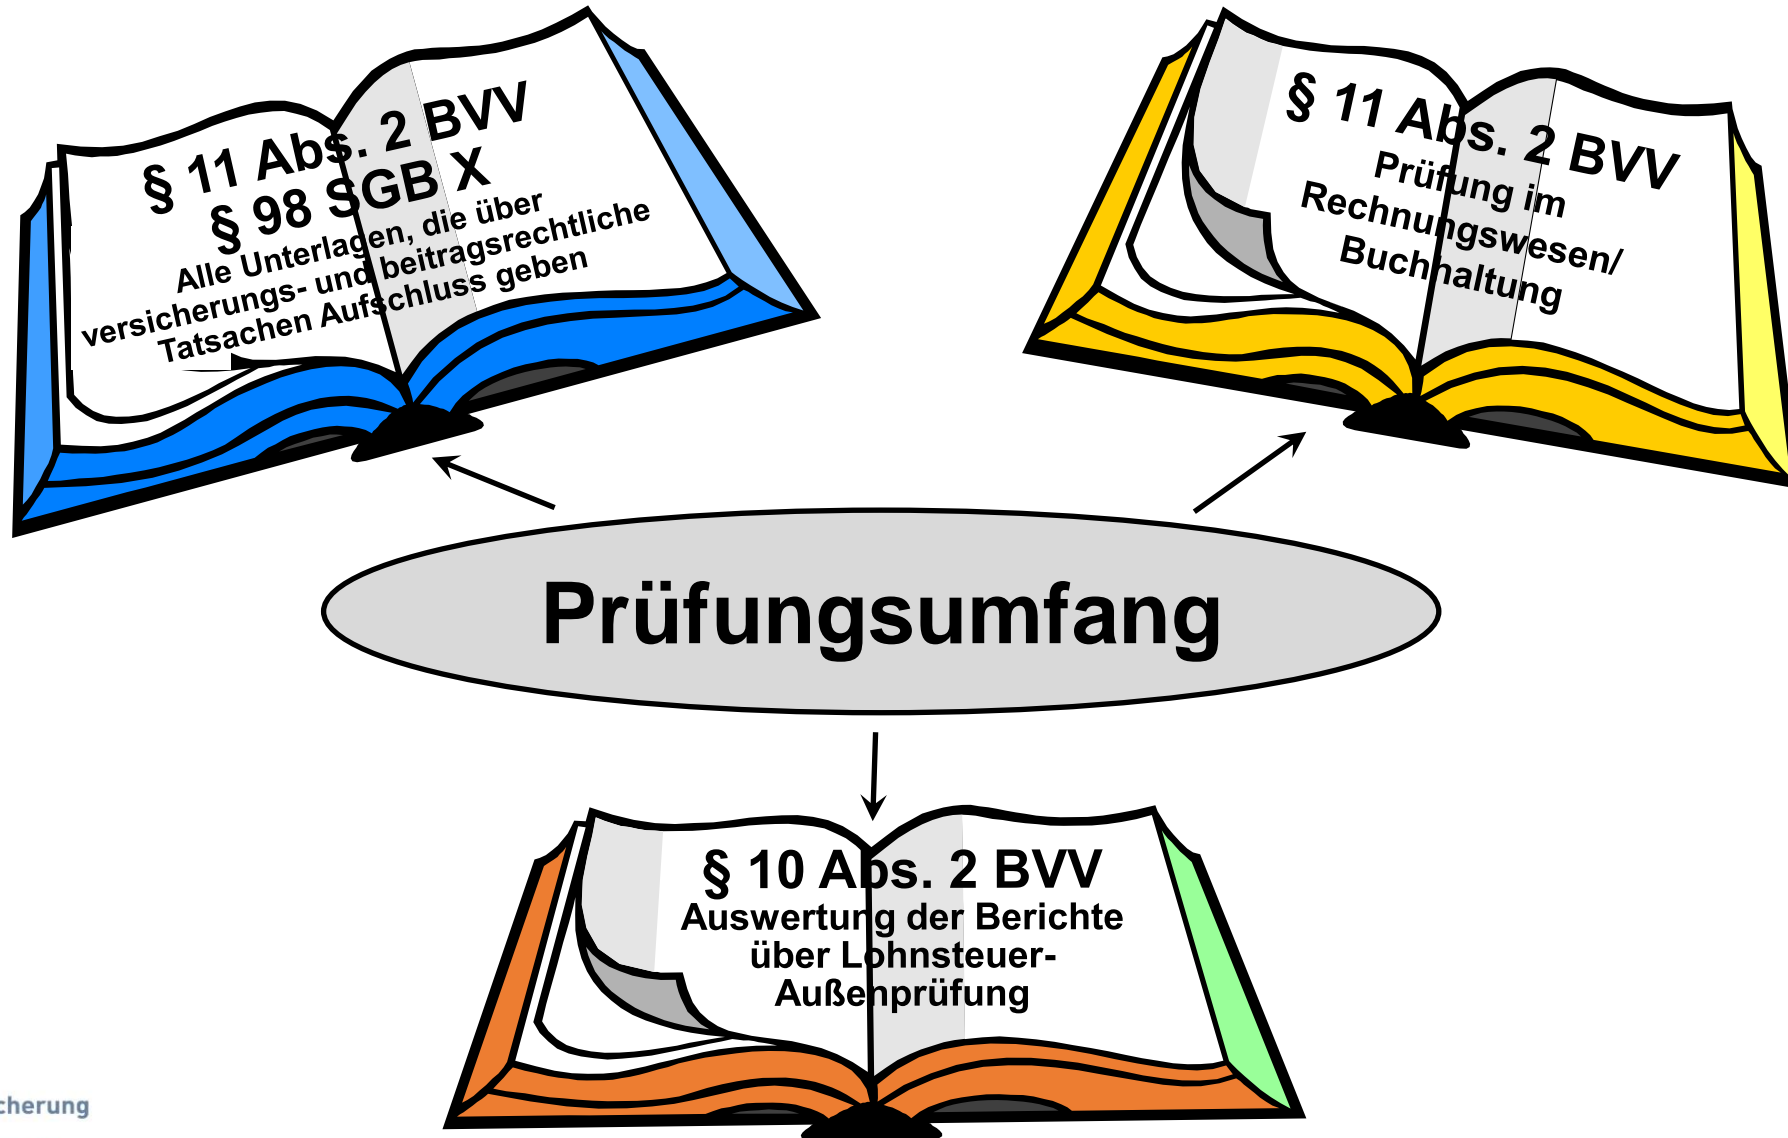 § 11 Abs. 2 BVV
§ 98 SGB X
Alle Unterlagen, die über
versicherungs- und beitragsrechtliche
Tatsachen Aufschluss geben
§ 11 Abs. 2 BVV
Prüfung im
Rechnungswesen/
Buchhaltung
Prüfungsumfang
§ 10 Abs. 2 BVV
Auswertung der Berichte
über Lohnsteuer-
Außenprüfung
cherung